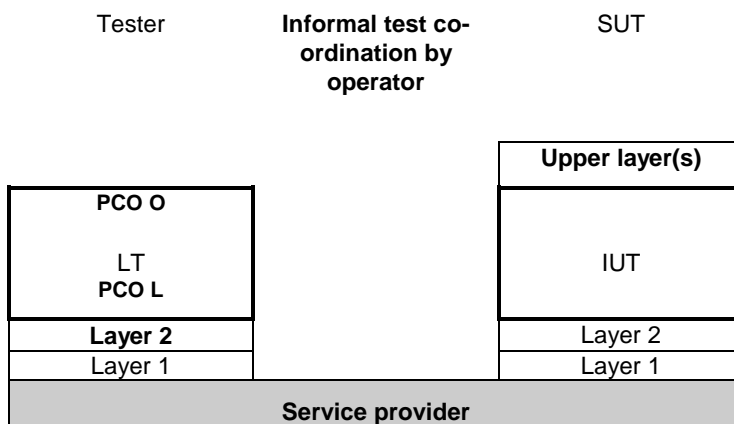 Tester
Informal test co-
ordination by
operator
SUT
Upper layer(s)
PCO O
LT
PCO L
IUT
Layer 2
Layer 2
Layer 1
Layer 1
Service provider